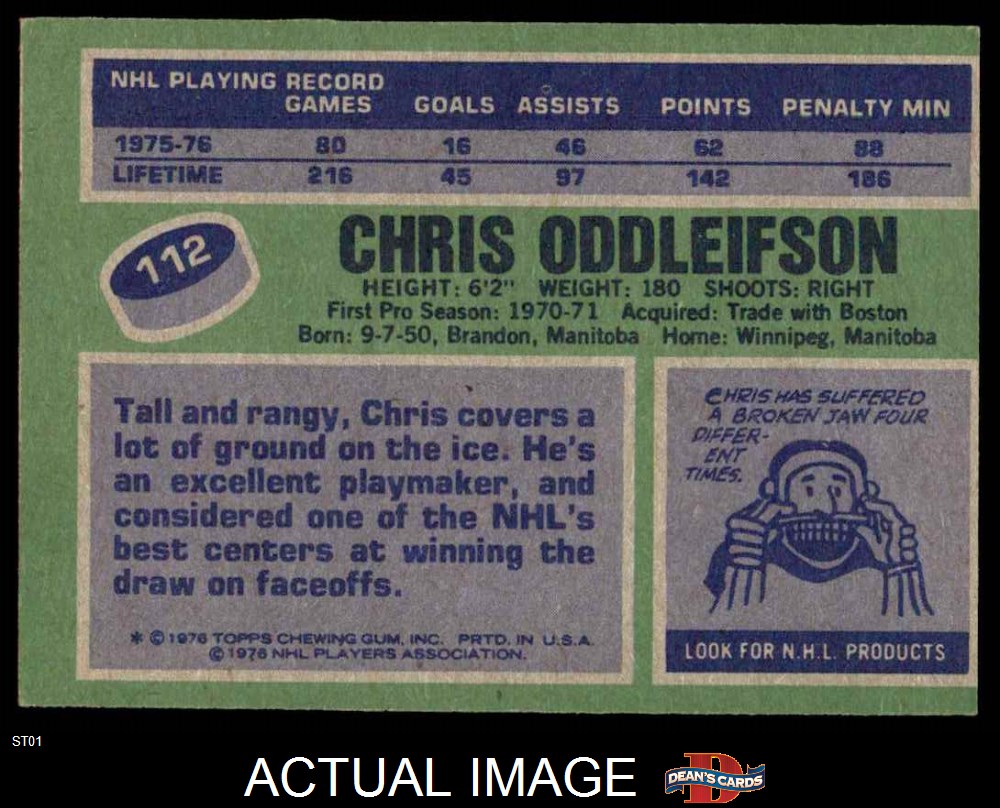 NHL PLAYING RECORD
GAMES GOALS ASSISTS POINTS PENALTY MIN
1975-76 80 16 46 62 88
LIFETIME 216 45 97 142 186
112
CHRIS ODDLEIFSON
HEIGHT: 6'2" WEIGHT: 180 SHOOTS: RIGHT
First Pro Season: 1970-71 Acquired: Trade with Boston
Born: 9-7-50, Brandon, Manitoba Home: Winnipeg, Manitoba
Tall and rangy, Chris covers a
lot of ground on the ice. He's
an excellent playmaker, and
considered one of the NHL's
best centers at winning the
draw on faceoffs.
* © 1976 TOPPS CHEWING GUM, INC. PRTD. IN U.S.A.
© 1976 NHL PLAYERS ASSOCIATION.
CHRIS HAS SUFFERED
A BROKEN JAW FOUR
DIFFER-
ENT
TIMES.
LOOK FOR N.H.L. PRODUCTS
ST01
ACTUAL IMAGE
DEAN'S CARDS